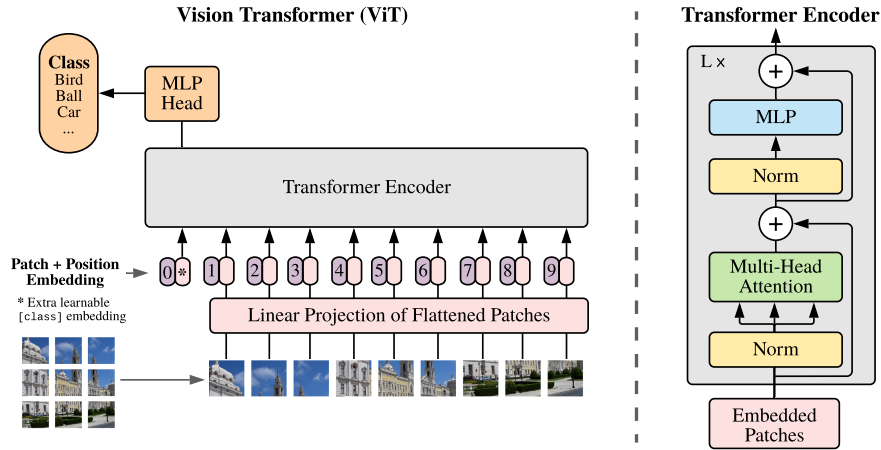 Vision Transformer (ViT)
Class
Bird
Ball
Car
...
MLP
Head
Transformer Encoder
Patch + Position
Embedding
0 * 1 2 3 4 5 6 7 8 9
* Extra learnable
[class] embedding
Linear Projection of Flattened Patches
Transformer Encoder
L ×
+
MLP
Norm
+
Multi-Head
Attention
Norm
Embedded
Patches